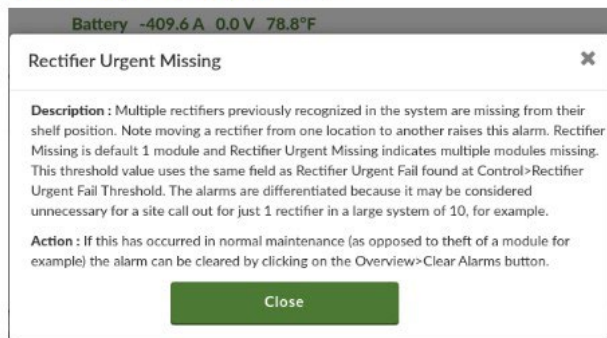 Battery -409.6 A 0.0 V 78.8°F
Rectifier Urgent Missing
Description : Multiple rectifiers previously recognized in the system are missing from their
shelf position. Note moving a rectifier from one location to another raises this alarm. Rectifier
Missing is default 1 module and Rectifier Urgent Missing indicates multiple modules missing.
This threshold value uses the same field as Rectifier Urgent Fail found at Control>Rectifier
Urgent Fail Threshold. The alarms are differentiated because it may be considered
unnecessary for a site call out for just 1 rectifier in a large system of 10, for example.
Action : If this has occurred in normal maintenance (as opposed to theft of a module for
example) the alarm can be cleared by clicking on the Overview>Clear Alarms button.
Close